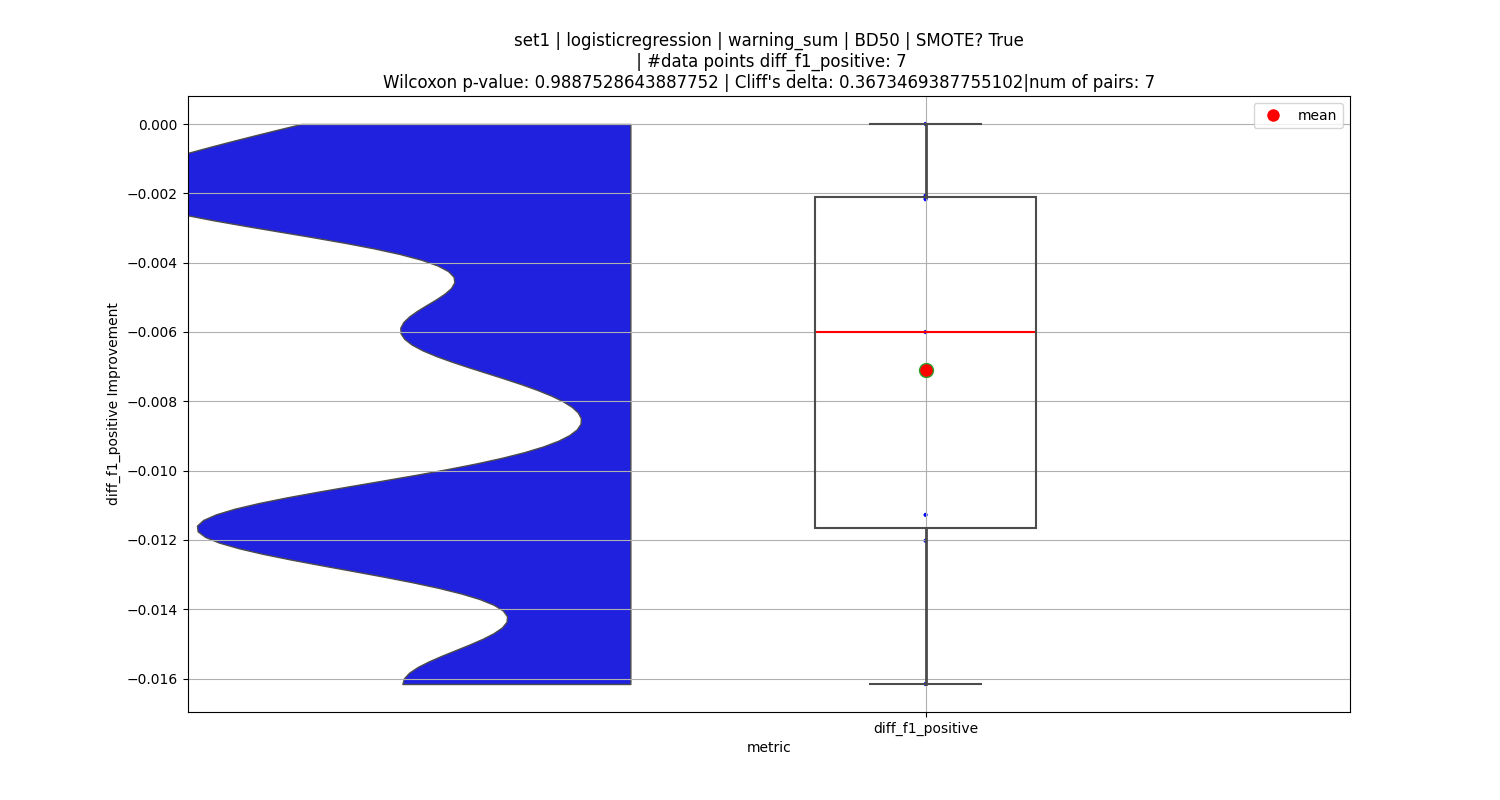 set1 | logisticregression | warning_sum | BD50 | SMOTE? True
| #data points diff_f1_positive: 7
Wilcoxon p-value: 0.9887528643887752 | Cliff's delta: 0.3673469387755102|num of pairs: 7
mean
0.000
−0.002
−0.004
−0.006
−0.008
−0.010
−0.012
−0.014
−0.016
diff_f1_positive Improvement
diff_f1_positive
metric